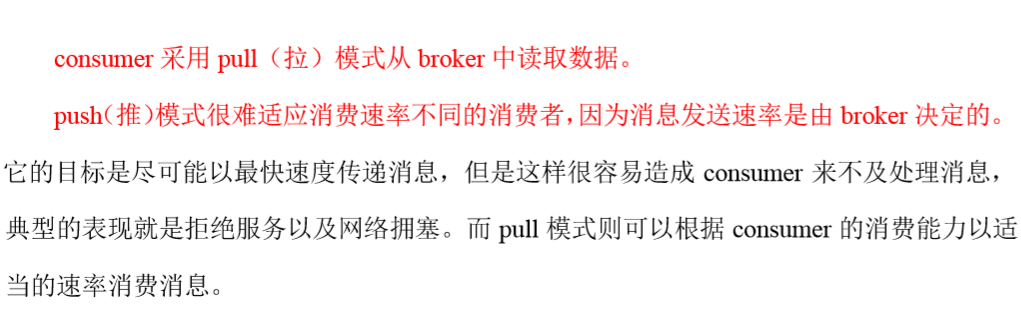 consumer 采用 pull（拉）模式从 broker 中读取数据。
push（推）模式很难适应消费速率不同的消费者，因为消息发送速率是由 broker 决定的。
它的目标是尽可能以最快速度传递消息，但是这样很容易造成 consumer 来不及处理消息，
典型的表现就是拒绝服务以及网络拥塞。而 pull 模式则可以根据 consumer 的消费能力以适
当的速率消费消息。